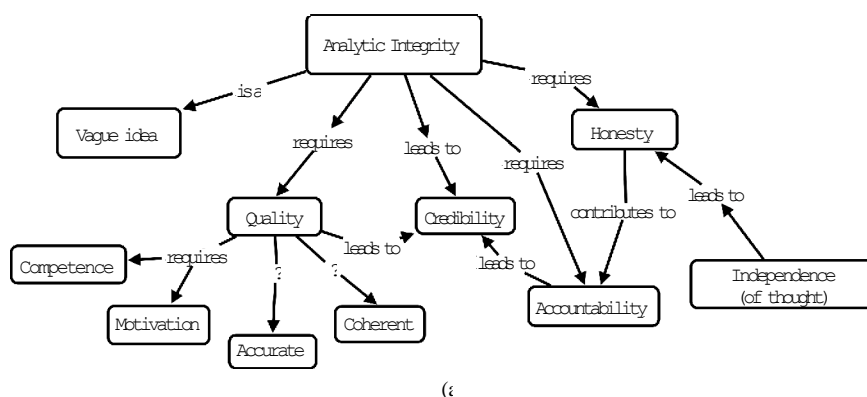 Analytic Integrity
is a
requires
Vague idea
Honesty
requires
leads to
requires
leads to
Quality
Credibility
contributes to
leads to
requires
leads to
Competence
?
?
Independence
(of thought)
Motivation
Coherent
Accountability
Accurate
(a